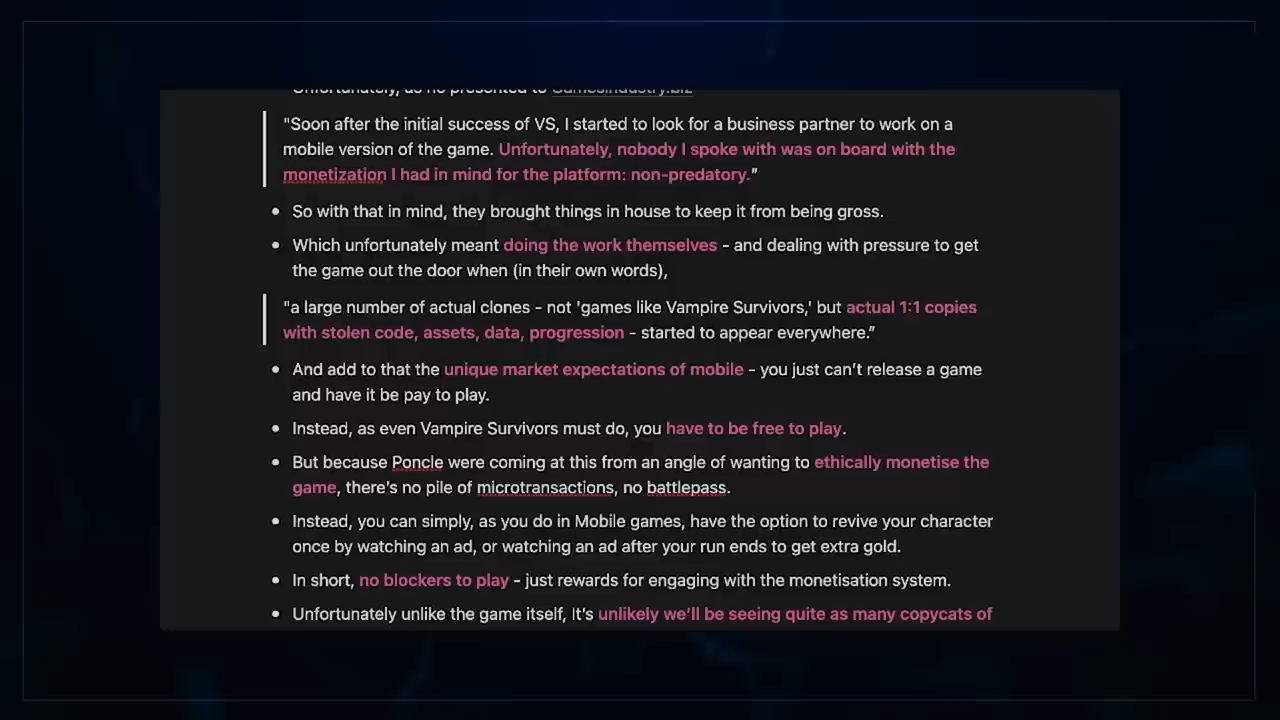 Unfortunately, as he presented to Gamesindustry.biz
"Soon after the initial success of VS, I started to look for a business partner to work on a
mobile version of the game. Unfortunately, nobody I spoke with was on board with the
monetization I had in mind for the platform: non-predatory."
So with that in mind, they brought things in house to keep it from being gross.
Which unfortunately meant doing the work themselves - and dealing with pressure to get
the game out the door when (in their own words),
"a large number of actual clones - not 'games like Vampire Survivors,' but actual 1:1 copies
with stolen code, assets, data, progression - started to appear everywhere."
And add to that the unique market expectations of mobile - you just can't release a game
and have it be pay to play.
Instead, as even Vampire Survivors must do, you have to be free to play.
But because Poncle were coming at this from an angle of wanting to ethically monetise the
game, there's no pile of microtransactions, no battlepass.
Instead, you can simply, as you do in Mobile games, have the option to revive your character
once by watching an ad, or watching an ad after your run ends to get extra gold.
In short, no blockers to play - just rewards for engaging with the monetisation system.
Unfortunately unlike the game itself, It's unlikely we'll be seeing quite as many copycats of